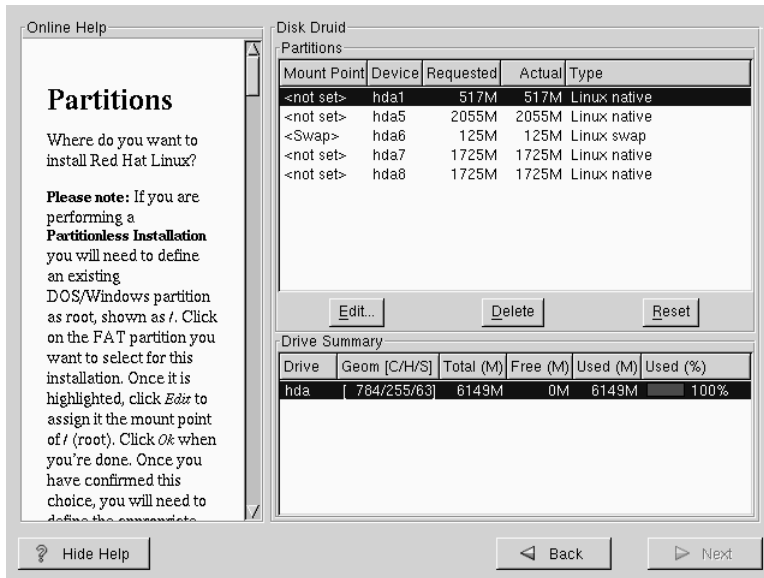 Online Help
Partitions
Where do you want to
install Red Hat Linux?
Please note: If you are
performing a
Partitionless Installation
you will need to define
an existing
DOS/Windows partition
as root, shown as /. Click
on the FAT partition you
want to select for this
installation. Once it is
highlighted, click Edit to
assign it the mount point
of / (root). Click Ok when
you're done. Once you
have confirmed this
choice, you will need to
define the appropriate
Disk Druid
Partitions
Mount Point Device Requested Actual Type
<not set> hda1 517M 517M Linux native
<not set> hda5 2055M 2055M Linux native
<Swap> hda6 125M 125M Linux swap
<not set> hda7 1725M 1725M Linux native
<not set> hda8 1725M 1725M Linux native
Edit... Delete Reset
Drive Summary
Drive Geom [C/H/S] Total (M) Free (M) Used (M) Used (%)
hda [ 784/255/63] 6149M 0M 6149M 100%
? Hide Help Back Next